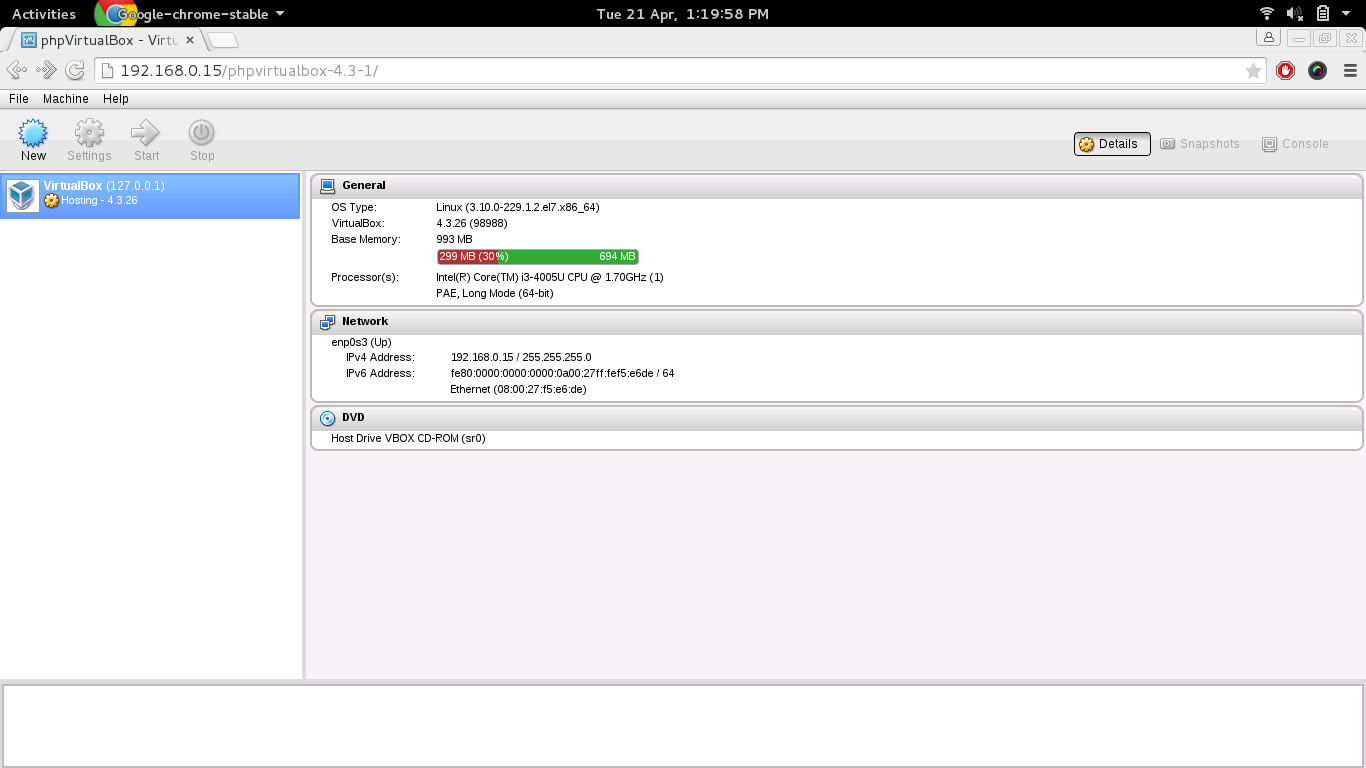 Activities Google-chrome-stable Tue 21 Apr, 1:19:58 PM
phpVirtualBox - Virtu
192.168.0.15/phpvirtualbox-4.3-1/
File Machine Help
New Settings Start Stop Details Snapshots Console
VirtualBox (127.0.0.1)
Hosting - 4.3.26
General
OS Type: Linux (3.10.0-229.1.2.el7.x86_64)
VirtualBox: 4.3.26 (98988)
Base Memory: 993 MB
299 MB (30%) 694 MB
Processor(s): Intel(R) Core(TM) i3-4005U CPU @ 1.70GHz (1)
PAE, Long Mode (64-bit)
Network
enp0s3 (Up)
IPv4 Address: 192.168.0.15 / 255.255.255.0
IPv6 Address: fe80:0000:0000:0000:0a00:27ff:fef5:e6de / 64
Ethernet (08:00:27:f5:e6:de)
DVD
Host Drive VBOX CD-ROM (sr0)